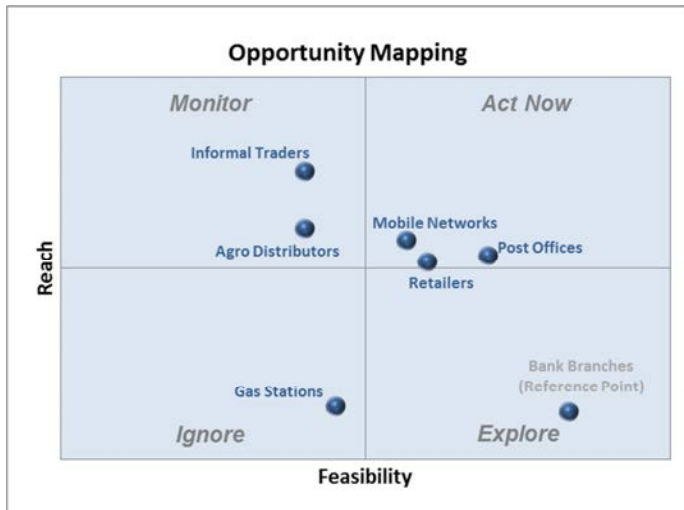 Opportunity Mapping
Monitor
Act Now
Informal Traders
Mobile Networks
Post Offices
Agro Distributors
Retailers
Reach
Bank Branches
(Reference Point)
Gas Stations
Ignore
Explore
Feasibility